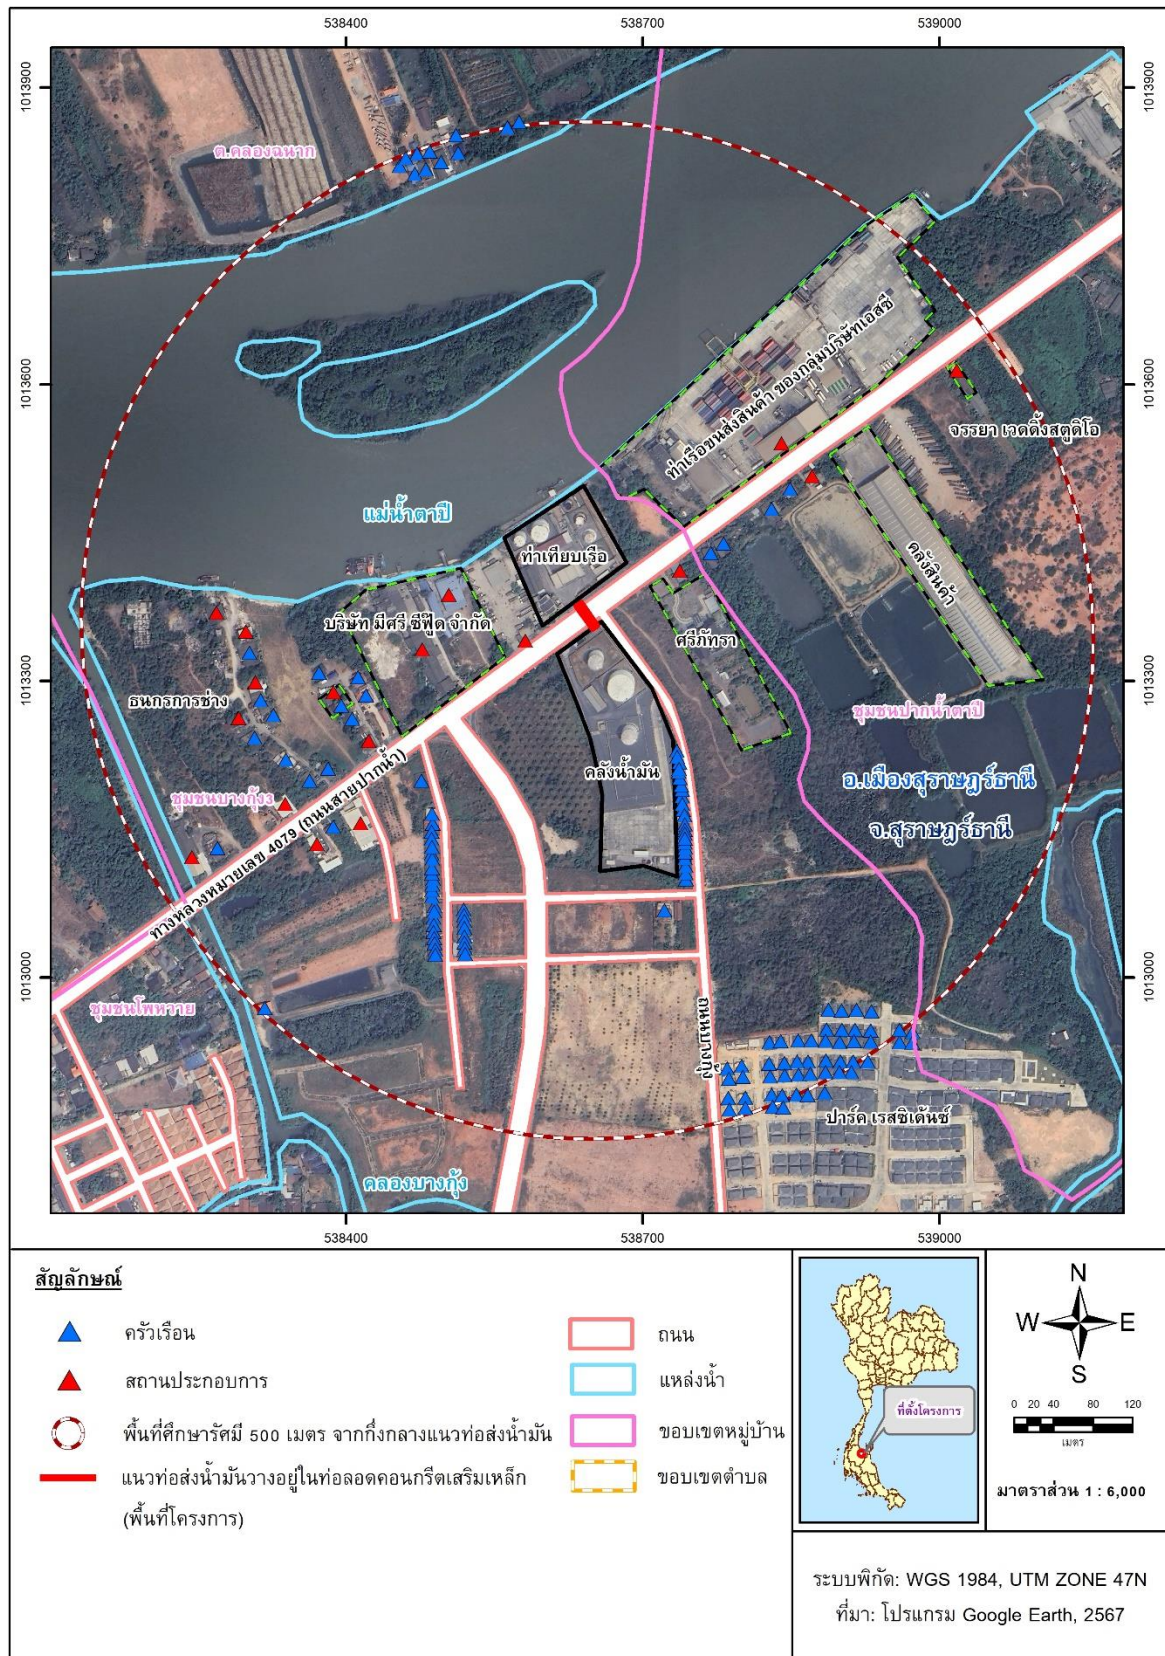 538400
538700
539000
1013900
1013900
ต.คลองฉนาก
ท่าเรือขนส่งสินค้า ของกลุ่มบริษัทเอสซี
1013600
1013600
จรรยา เวดดิ้งสตูดิโอ
แม่น้ำตาปี
ท่าเทียบเรือ
คลังสินค้า
บริษัท มีศรี ซีฟู๊ด จำกัด
ศรีภัทรา
1013300
1013300
ธนกรการช่าง
ชุมชนปากน้ำตาปี
คลังน้ำมัน
อ.เมืองสุราษฎร์ธานี
ชุมชนบางกุ้ง3
จ.สุราษฎร์ธานี
ทางหลวงหมายเลข 4079 (ถนนสายปากน้ำ)
1013000
1013000
ชุมชนโพหวาย
ถนนบางกุ้ง
ปาร์ค เรสซิเด้นซ์
คลองบางกุ้ง
538400
538700
539000
สัญลักษณ์
ครัวเรือน
สถานประกอบการ
พื้นที่ศึกษารัศมี 500 เมตร จากกึ่งกลางแนวท่อส่งน้ำมัน
แนวท่อส่งน้ำมันวางอยู่ในท่อลอดคอนกรีตเสริมเหล็ก
(พื้นที่โครงการ)
ถนน
แหล่งน้ำ
ขอบเขตหมู่บ้าน
ขอบเขตตำบล
ที่ตั้งโครงการ
N
W E
S
0 20 40 80 120
เมตร
มาตราส่วน 1 : 6,000
ระบบพิกัด: WGS 1984, UTM ZONE 47N
ที่มา: โปรแกรม Google Earth, 2567